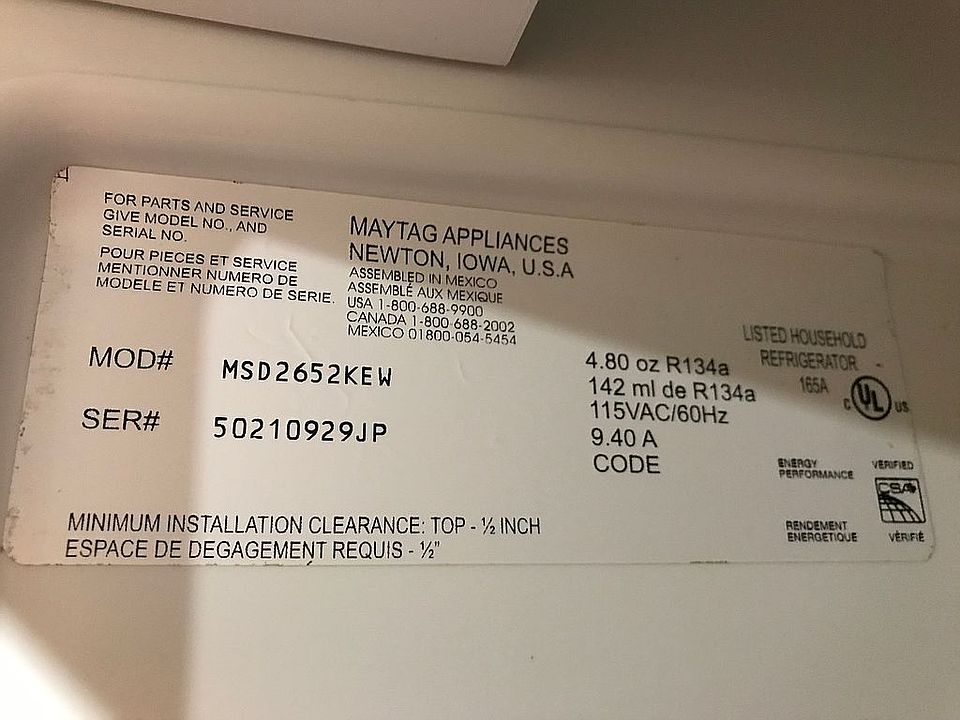 FOR PARTS AND SERVICE
GIVE MODEL NO., AND
SERIAL NO.
POUR PIECES ET SERVICE
MENTIONNER NUMERO DE
MODELE ET NUMERO DE SERIE.
MAYTAG APPLIANCES
NEWTON, IOWA, U.S.A
ASSEMBLED IN MEXICO
ASSEMBLÉ AUX MEXIQUE
USA 1-800-688-9900
CANADA 1-800-688-2002
MEXICO 01800-054-5454
MOD# MSD2652KEW
SER# 50210929JP
4.80 oz R134a
142 ml de R134a
115VAC/60Hz
9.40 A
CODE
LISTED HOUSEHOLD
REFRIGERATOR
165A
C UL US
ENERGY VERIFIED
PERFORMANCE
CSA
RENDEMENT
ENERGETIQUE VÉRIFIÉ
MINIMUM INSTALLATION CLEARANCE: TOP - ½ INCH
ESPACE DE DEGAGEMENT REQUIS - ½"